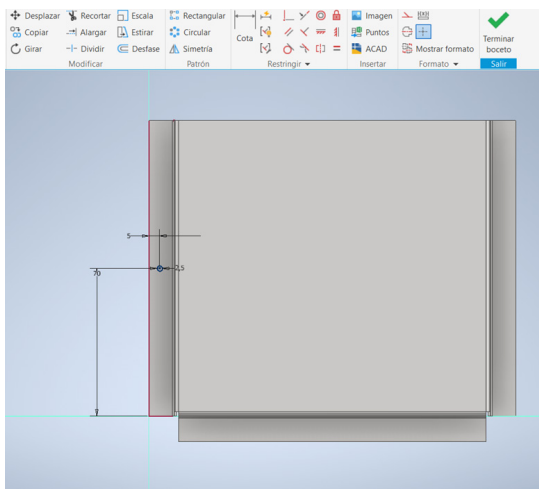 Desplazar Recortar Escala Rectangular Imagen
Copiar Alargar Estirar Circular Cota Puntos Terminar
Girar Dividir Desfase Simetría ACAD Mostrar formato boceto
Modificar Patrón Restringir Insertar Formato Salir
5
2,5
70